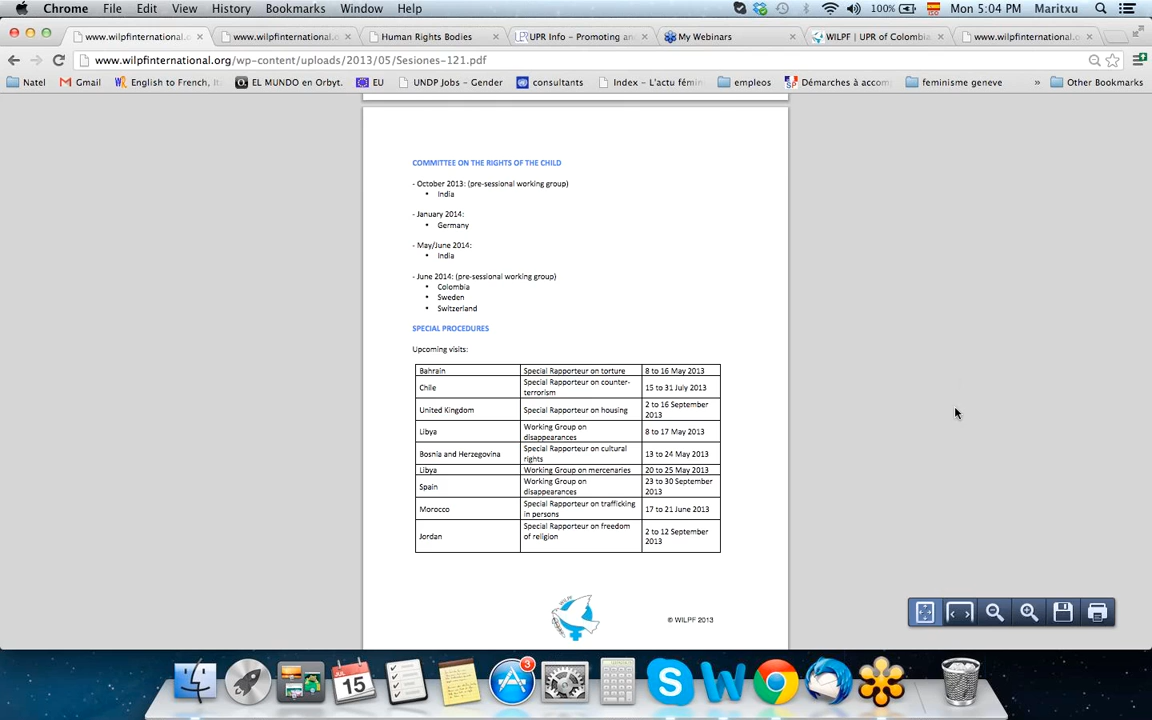 Chrome File Edit View History Bookmarks Window Help 100% Mon 5:04 PM Maritxu
www.wilpfinternational.o www.wilpfinternational.o Human Rights Bodies UPR Info – Promoting an My Webinars WILPF | UPR of Colombia www.wilpfinternational.o
www.wilpfinternational.org/wp-content/uploads/2013/05/Sesiones-121.pdf
Natel Gmail English to French, It EL MUNDO en Orbyt. EU UNDP Jobs - Gender consultants Index - L'actu fémin empleos Démarches à accom feminisme geneve » Other Bookmarks
COMMITTEE ON THE RIGHTS OF THE CHILD
- October 2013: (pre-sessional working group)
• India
- January 2014:
• Germany
- May/June 2014:
• India
- June 2014: (pre-sessional working group)
• Colombia
• Sweden
• Switzerland
SPECIAL PROCEDURES
Upcoming visits:
Bahrain Special Rapporteur on torture 8 to 16 May 2013
Chile Special Rapporteur on counter-terrorism 15 to 31 July 2013
United Kingdom Special Rapporteur on housing 2 to 16 September 2013
Libya Working Group on disappearances 8 to 17 May 2013
Bosnia and Herzegovina Special Rapporteur on cultural rights 13 to 24 May 2013
Libya Working Group on mercenaries 20 to 25 May 2013
Spain Working Group on disappearances 23 to 30 September 2013
Morocco Special Rapporteur on trafficking in persons 17 to 21 June 2013
Jordan Special Rapporteur on freedom of religion 2 to 12 September 2013
WILPF
© WILPF 2013
JUL 15
3